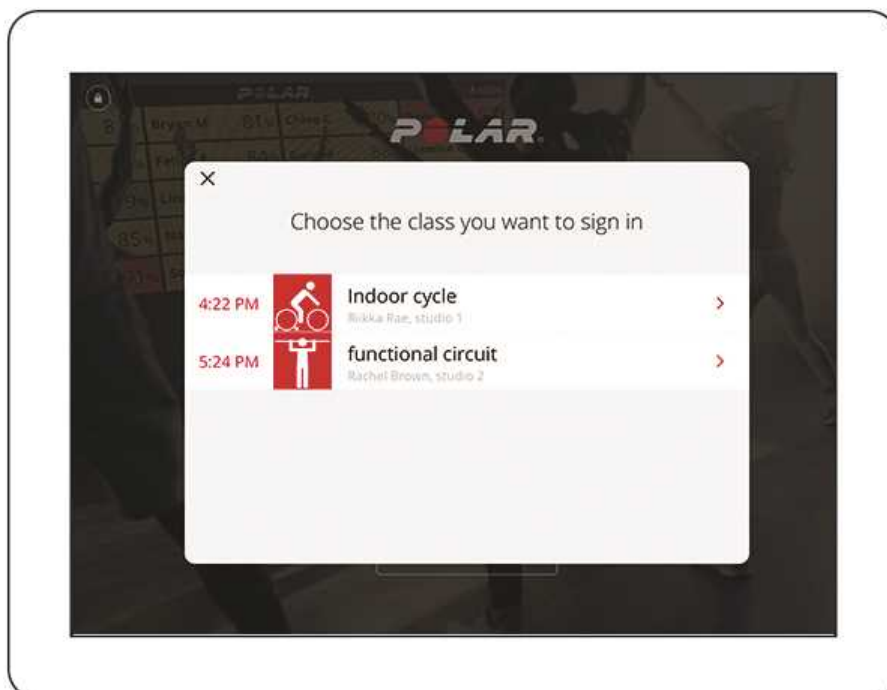 POLAR
POLAR
Choose the class you want to sign in
4:22 PM
Indoor cycle
Riikka Rae, studio 1
5:24 PM
functional circuit
Rachel Brown, studio 2